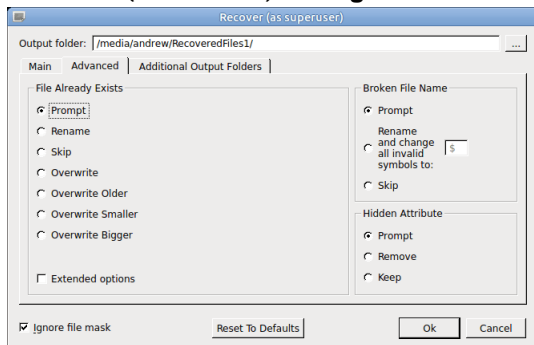 Recover (as superuser)
Output folder: /media/andrew/RecoveredFiles1/ ...
Main Advanced Additional Output Folders
File Already Exists
Prompt
Rename
Skip
Overwrite
Overwrite Older
Overwrite Smaller
Overwrite Bigger
Extended options
Broken File Name
Prompt
Rename
and change
all invalid
symbols to:
$
Skip
Hidden Attribute
Prompt
Remove
Keep
Ignore file mask
Reset To Defaults
Ok
Cancel